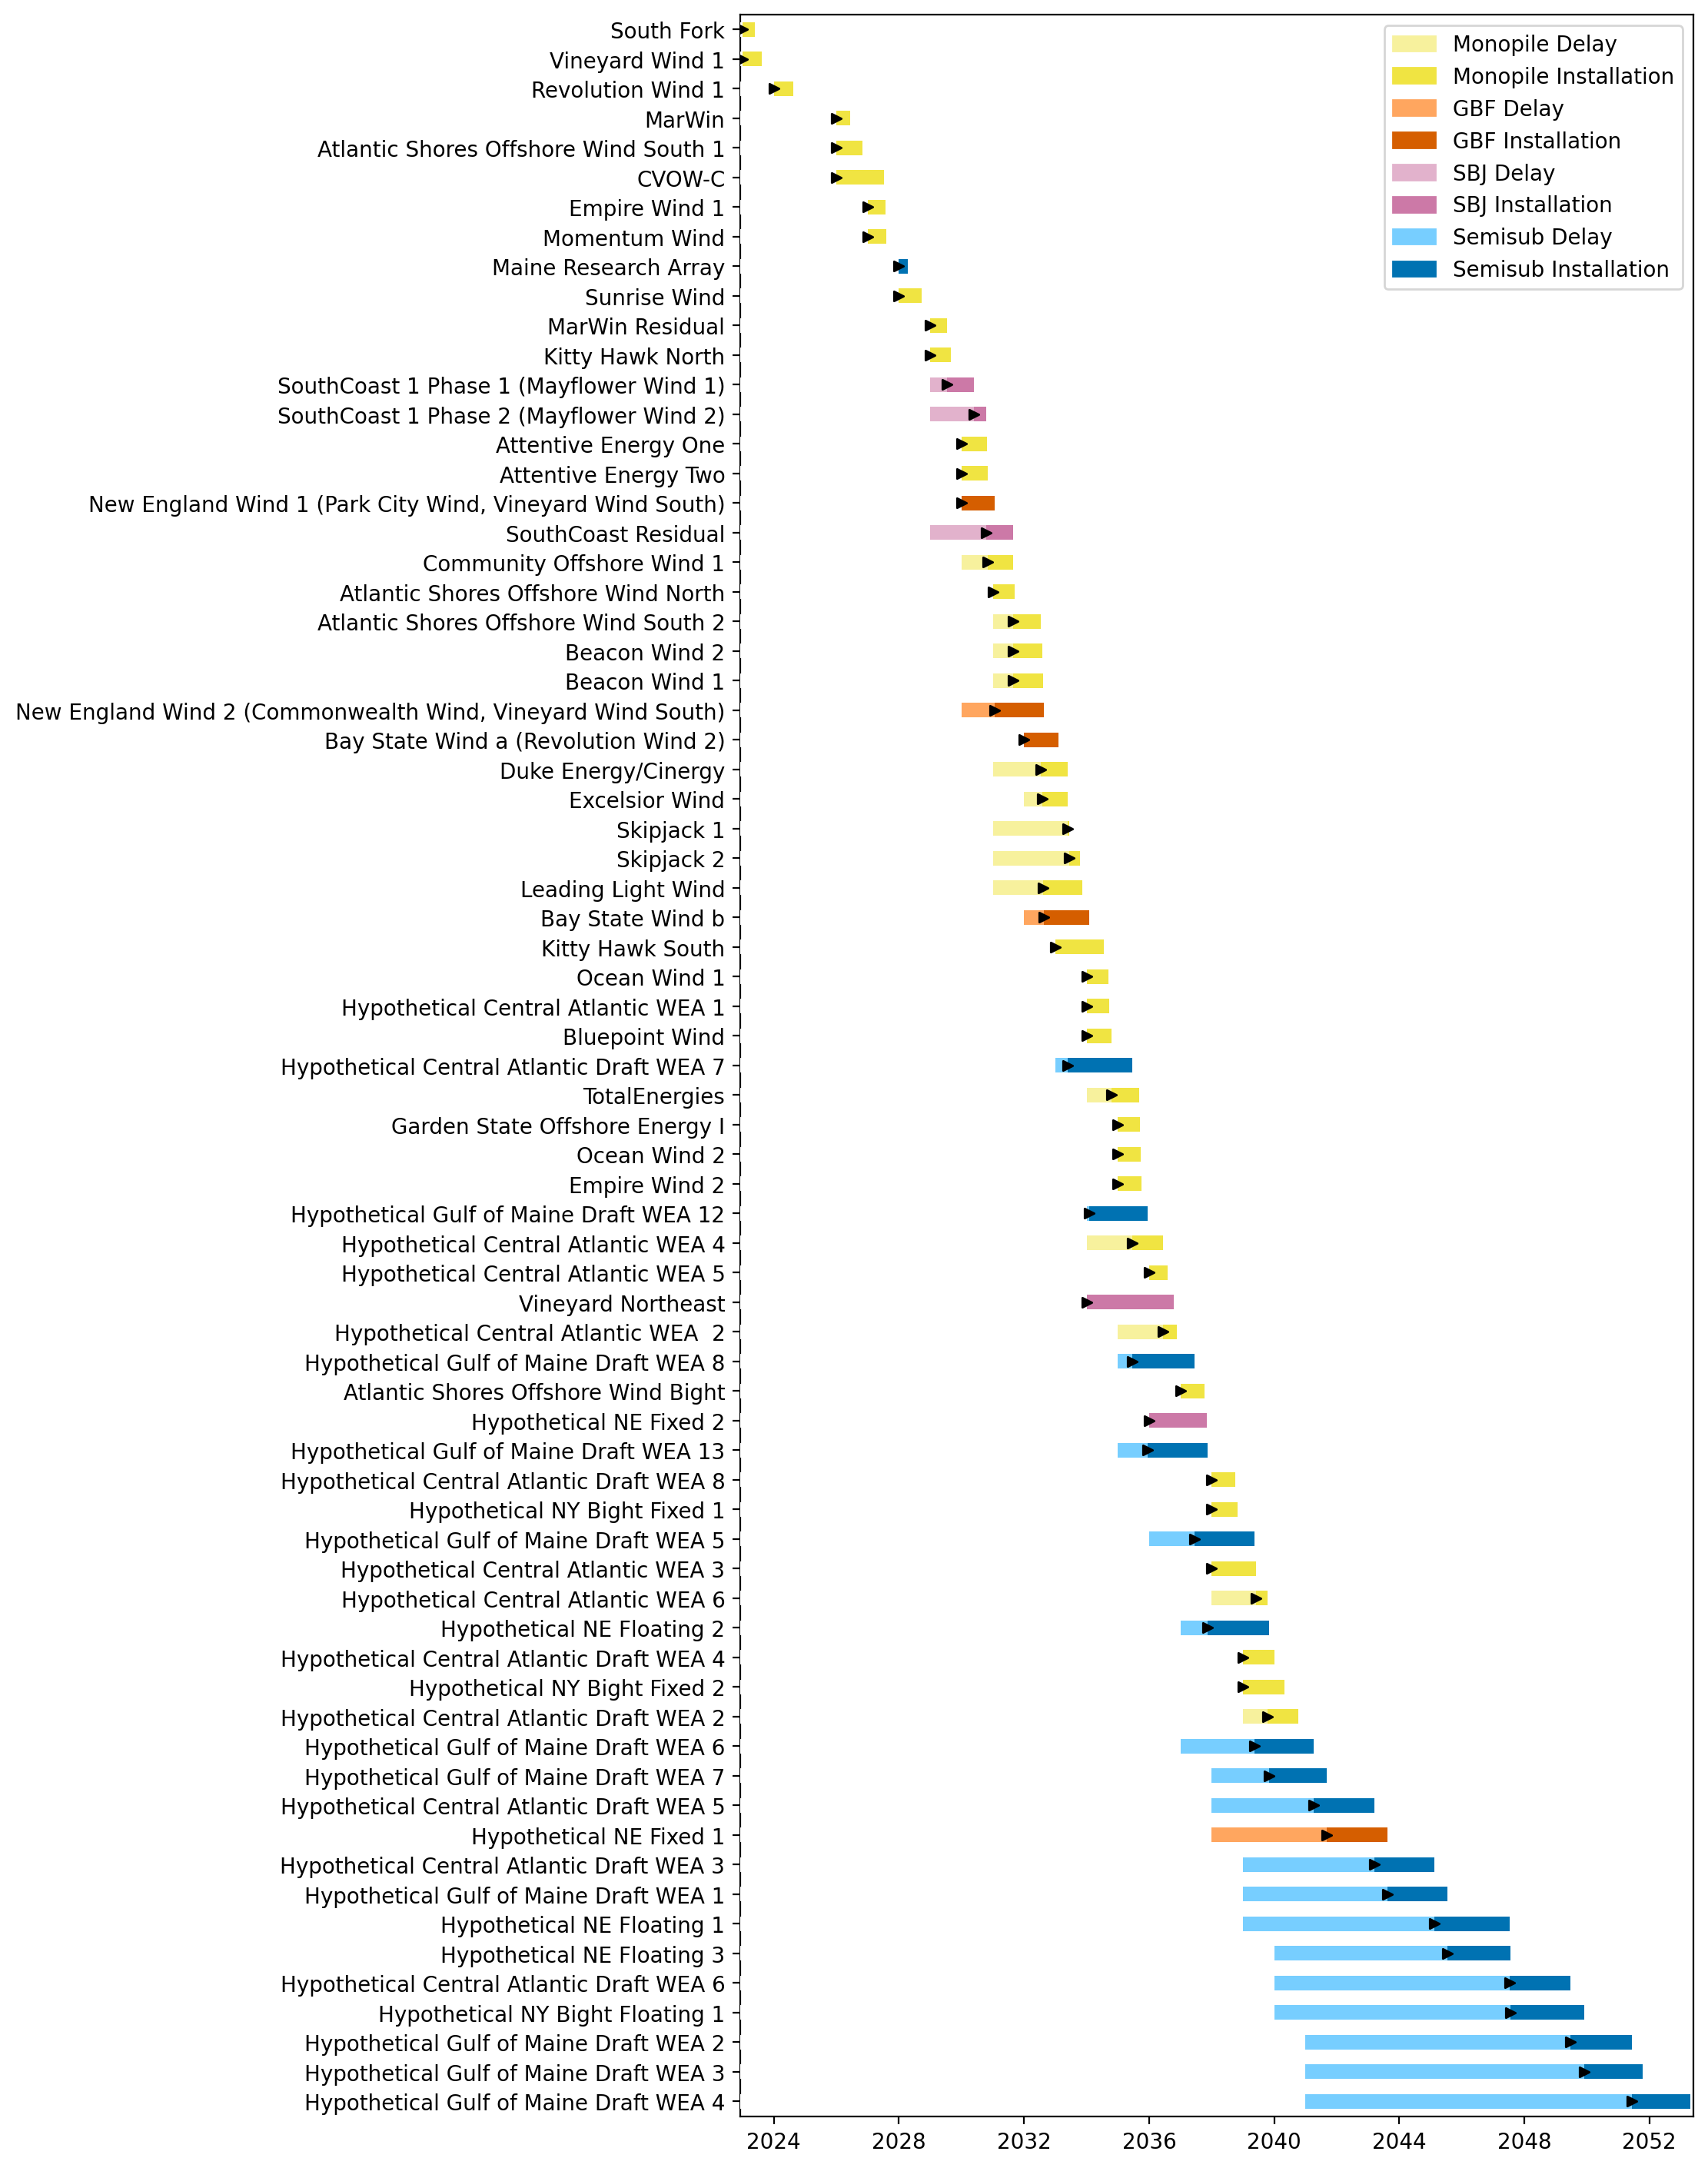 South Fork
Vineyard Wind 1
Revolution Wind 1
MarWin
Atlantic Shores Offshore Wind South 1
CVOW-C
Empire Wind 1
Momentum Wind
Maine Research Array
Sunrise Wind
MarWin Residual
Kitty Hawk North
SouthCoast 1 Phase 1 (Mayflower Wind 1)
SouthCoast 1 Phase 2 (Mayflower Wind 2)
Attentive Energy One
Attentive Energy Two
New England Wind 1 (Park City Wind, Vineyard Wind South)
SouthCoast Residual
Community Offshore Wind 1
Atlantic Shores Offshore Wind North
Atlantic Shores Offshore Wind South 2
Beacon Wind 2
Beacon Wind 1
New England Wind 2 (Commonwealth Wind, Vineyard Wind South)
Bay State Wind a (Revolution Wind 2)
Duke Energy/Cinergy
Excelsior Wind
Skipjack 1
Skipjack 2
Leading Light Wind
Bay State Wind b
Kitty Hawk South
Ocean Wind 1
Hypothetical Central Atlantic WEA 1
Bluepoint Wind
Hypothetical Central Atlantic Draft WEA 7
TotalEnergies
Garden State Offshore Energy I
Ocean Wind 2
Empire Wind 2
Hypothetical Gulf of Maine Draft WEA 12
Hypothetical Central Atlantic WEA 4
Hypothetical Central Atlantic WEA 5
Vineyard Northeast
Hypothetical Central Atlantic WEA  2
Hypothetical Gulf of Maine Draft WEA 8
Atlantic Shores Offshore Wind Bight
Hypothetical NE Fixed 2
Hypothetical Gulf of Maine Draft WEA 13
Hypothetical Central Atlantic Draft WEA 8
Hypothetical NY Bight Fixed 1
Hypothetical Gulf of Maine Draft WEA 5
Hypothetical Central Atlantic WEA 3
Hypothetical Central Atlantic WEA 6
Hypothetical NE Floating 2
Hypothetical Central Atlantic Draft WEA 4
Hypothetical NY Bight Fixed 2
Hypothetical Central Atlantic Draft WEA 2
Hypothetical Gulf of Maine Draft WEA 6
Hypothetical Gulf of Maine Draft WEA 7
Hypothetical Central Atlantic Draft WEA 5
Hypothetical NE Fixed 1
Hypothetical Central Atlantic Draft WEA 3
Hypothetical Gulf of Maine Draft WEA 1
Hypothetical NE Floating 1
Hypothetical NE Floating 3
Hypothetical Central Atlantic Draft WEA 6
Hypothetical NY Bight Floating 1
Hypothetical Gulf of Maine Draft WEA 2
Hypothetical Gulf of Maine Draft WEA 3
Hypothetical Gulf of Maine Draft WEA 4
Monopile Delay
Monopile Installation
GBF Delay
GBF Installation
SBJ Delay
SBJ Installation
Semisub Delay
Semisub Installation
2024 2028 2032 2036 2040 2044 2048 2052